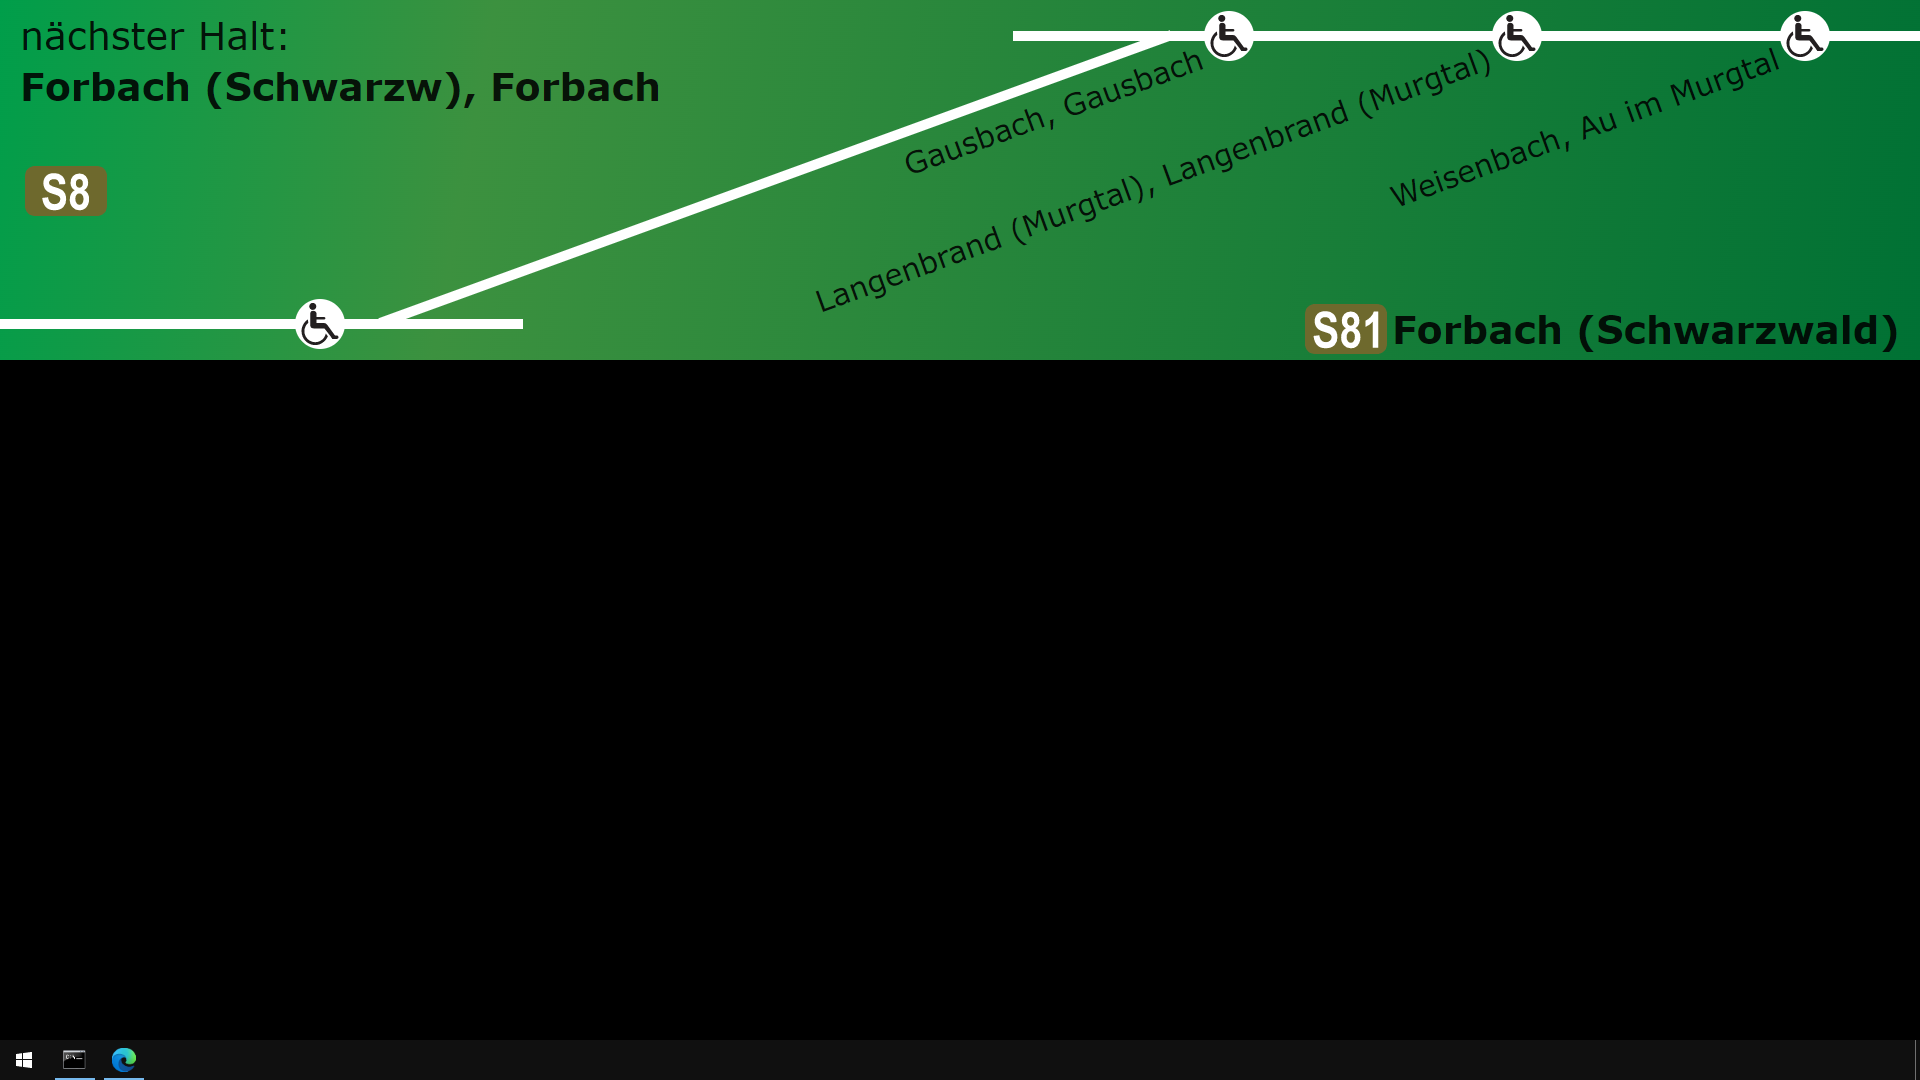 nächster Halt:
Forbach (Schwarzw), Forbach
S8
Gausbach, Gausbach
Langenbrand (Murgtal), Langenbrand (Murgtal)
Weisenbach, Au im Murgtal
S81 Forbach (Schwarzwald)